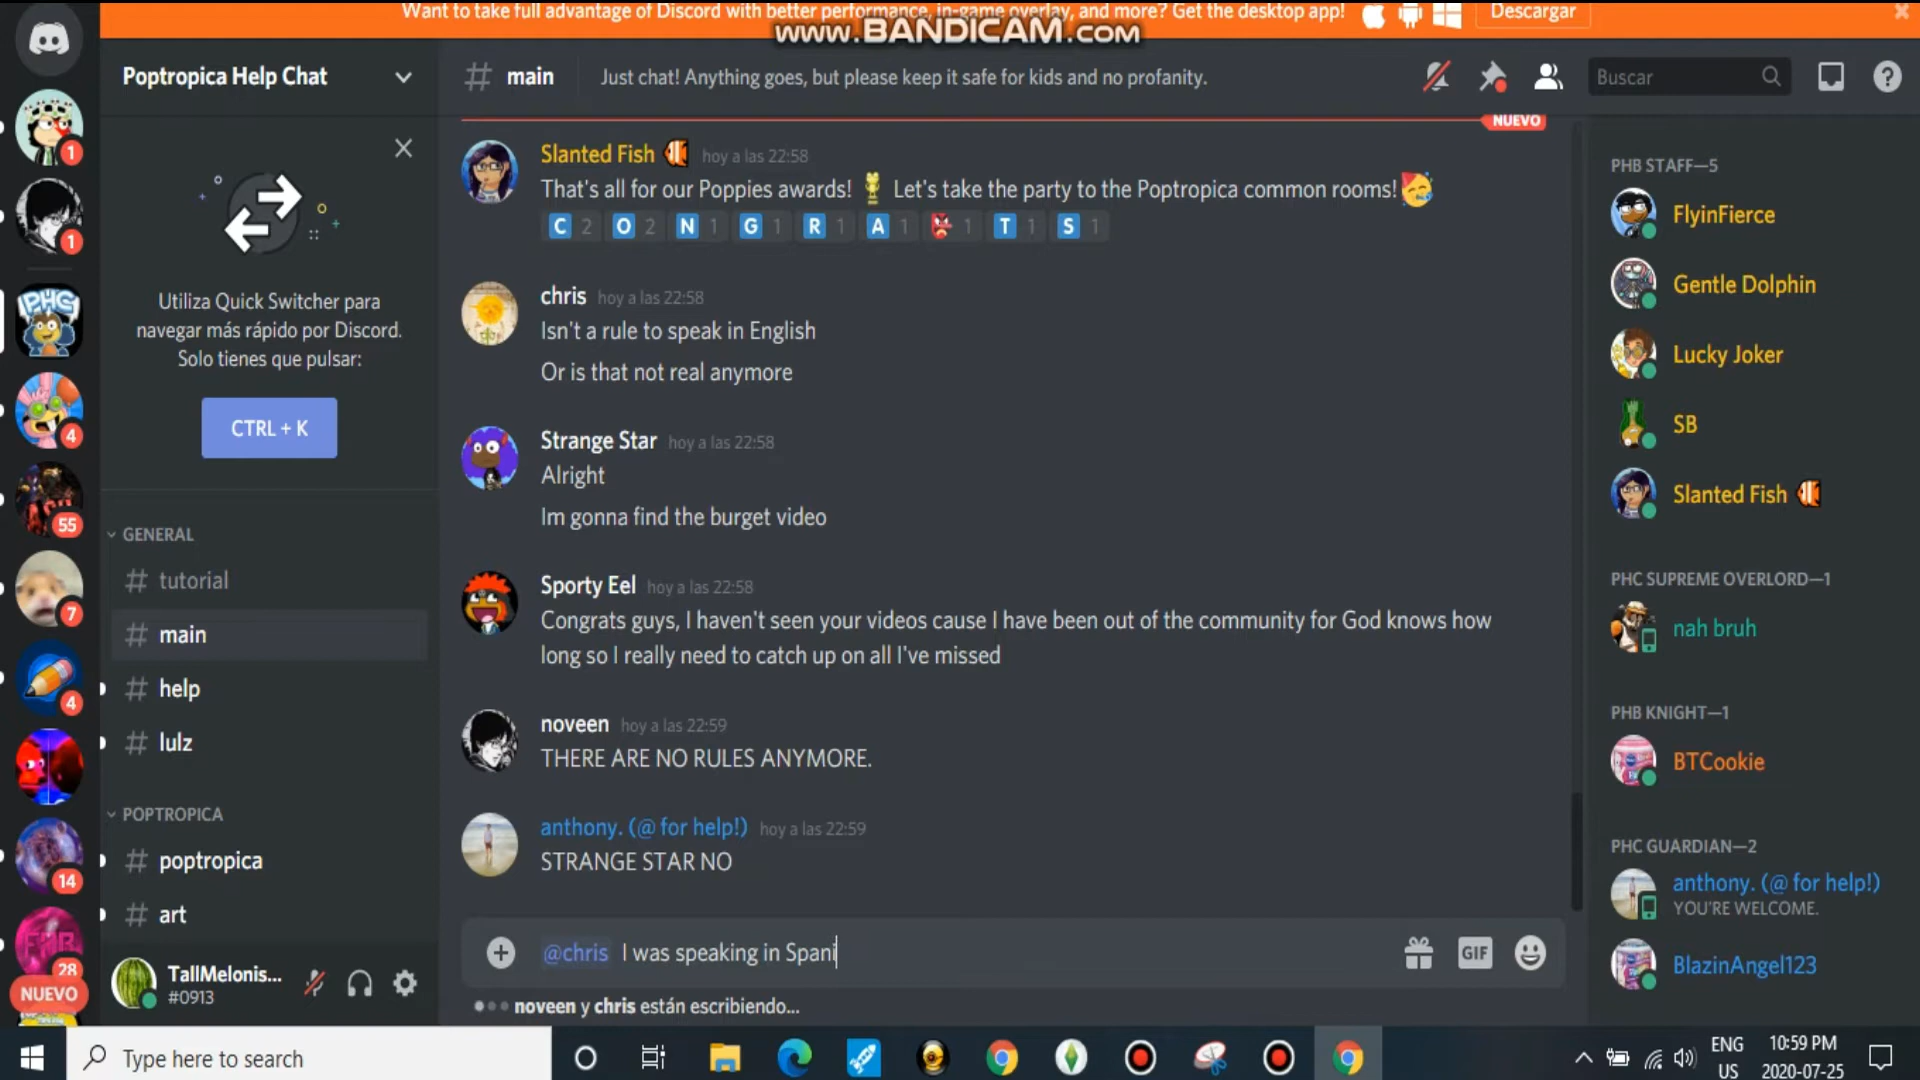 Want to take full advantage of Discord with better performance, in-game overlay, and more? Get the desktop app!
Descargar
www.BANDICAM.com
Poptropica Help Chat
main
Just chat! Anything goes, but please keep it safe for kids and no profanity.
Buscar
NUEVO
1
1
PHC
4
55
7
4
14
28
NUEVO
Utiliza Quick Switcher para
navegar más rápido por Discord.
Solo tienes que pulsar:
CTRL + K
GENERAL
# tutorial
# main
# help
# lulz
POPTROPICA
# poptropica
# art
TallMelonis...
#0913
Slanted Fish hoy a las 22:58
That's all for our Poppies awards! Let's take the party to the Poptropica common rooms!
C 2 O 2 N 1 G 1 R 1 A 1 1 T 1 S 1
chris hoy a las 22:58
Isn't a rule to speak in English
Or is that not real anymore
Strange Star hoy a las 22:58
Alright
Im gonna find the burget video
Sporty Eel hoy a las 22:58
Congrats guys, I haven't seen your videos cause I have been out of the community for God knows how
long so I really need to catch up on all I've missed
noveen hoy a las 22:59
THERE ARE NO RULES ANYMORE.
anthony. (@ for help!) hoy a las 22:59
STRANGE STAR NO
@chris I was speaking in Spani
GIF
noveen y chris están escribiendo...
PHB STAFF—5
FlyinFierce
Gentle Dolphin
Lucky Joker
SB
Slanted Fish
PHC SUPREME OVERLORD—1
nah bruh
PHB KNIGHT—1
BTCookie
PHC GUARDIAN—2
anthony. (@ for help!)
YOU'RE WELCOME.
BlazinAngel123
Type here to search
ENG
US
10:59 PM
2020-07-25